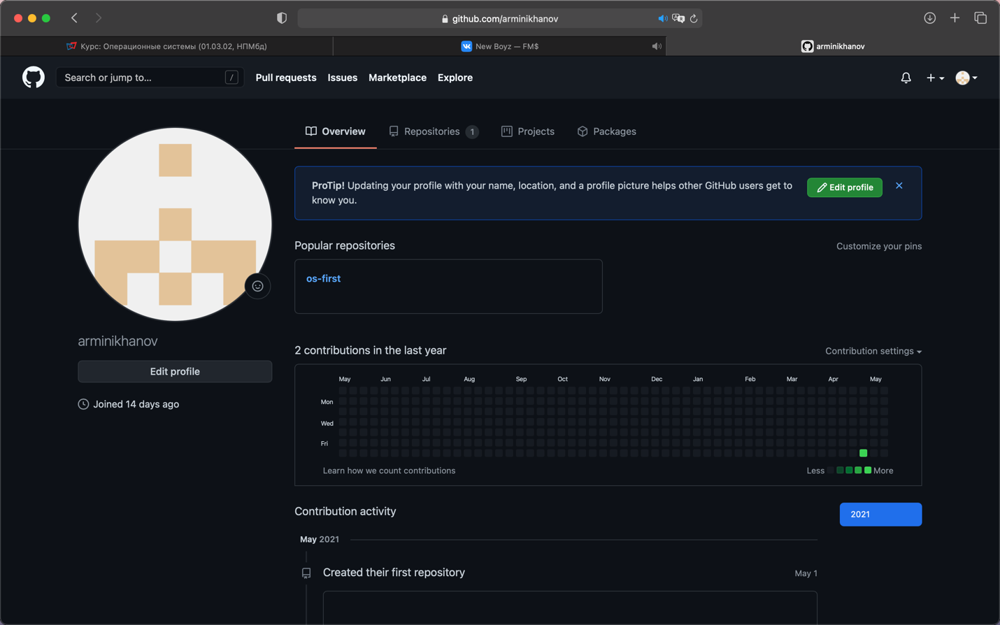 github.com/arminikhanov
Курс: Операционные системы (01.03.02, НПМбд)
New Boyz — FM$
arminikhanov
Search or jump to...
/
Pull requests
Issues
Marketplace
Explore
Overview
Repositories 1
Projects
Packages
ProTip! Updating your profile with your name, location, and a profile picture helps other GitHub users get to
know you.
Edit profile
Popular repositories
Customize your pins
os-first
arminikhanov
Edit profile
Joined 14 days ago
2 contributions in the last year
Contribution settings
May Jun Jul Aug Sep Oct Nov Dec Jan Feb Mar Apr May
Mon
Wed
Fri
Learn how we count contributions
Less More
Contribution activity
2021
May 2021
Created their first repository
May 1